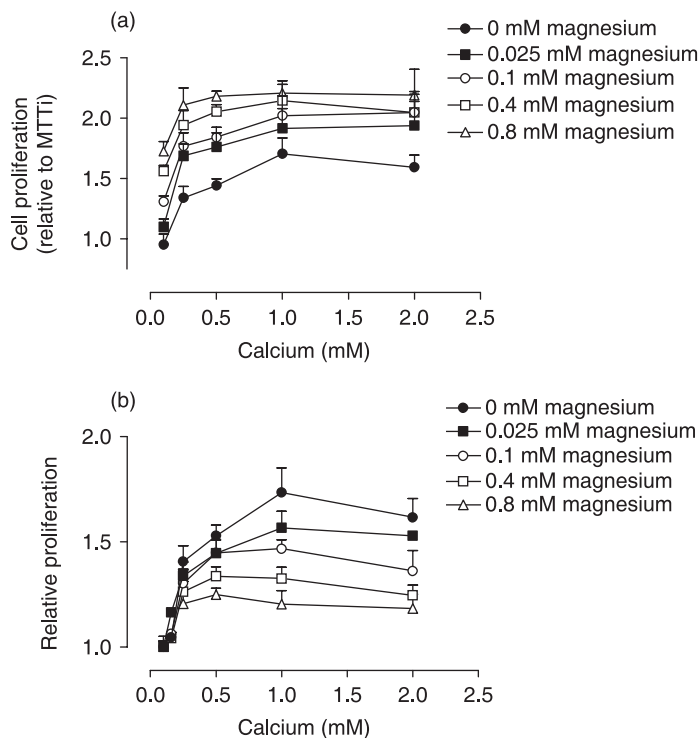 (a)
0 mM magnesium
0.025 mM magnesium
0.1 mM magnesium
0.4 mM magnesium
0.8 mM magnesium
Cell proliferation
(relative to MTTi)
2.5
2.0
1.5
1.0
0.0 0.5 1.0 1.5 2.0 2.5
Calcium (mM)
(b)
0 mM magnesium
0.025 mM magnesium
0.1 mM magnesium
0.4 mM magnesium
0.8 mM magnesium
Relative proliferation
2.0
1.5
1.0
0.0 0.5 1.0 1.5 2.0 2.5
Calcium (mM)